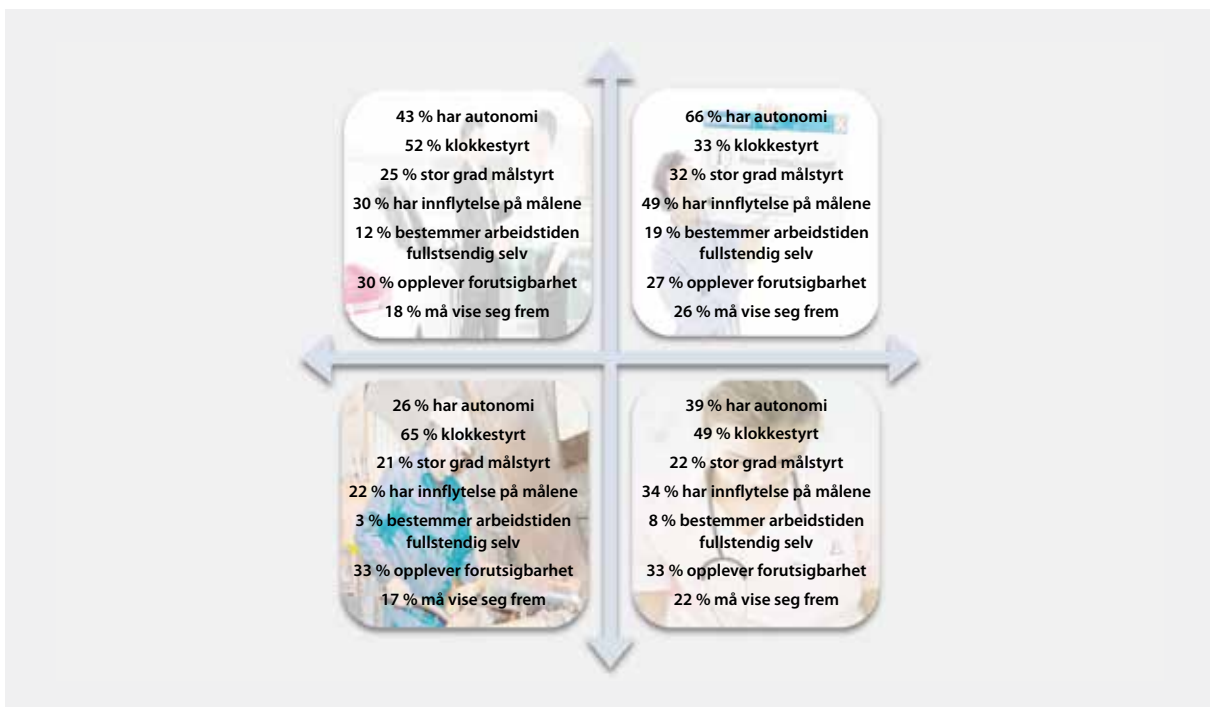 43 % har autonomi
52 % klokkestyrt
25 % stor grad målstyrt
30 % har innflytelse på målene
12 % bestemmer arbeidstiden
fullstsendig selv
30 % opplever forutsigbarhet
18 % må vise seg frem
66 % har autonomi
33 % klokkestyrt
32 % stor grad målstyrt
49 % har innflytelse på målene
19 % bestemmer arbeidstiden
fullstendig selv
27 % opplever forutsigbarhet
26 % må vise seg frem
26 % har autonomi
65 % klokkestyrt
21 % stor grad målstyrt
22 % har innflytelse på målene
3 % bestemmer arbeidstiden
fullstendig selv
33 % opplever forutsigbarhet
17 % må vise seg frem
39 % har autonomi
49 % klokkestyrt
22 % stor grad målstyrt
34 % har innflytelse på målene
8 % bestemmer arbeidstiden
fullstendig selv
33 % opplever forutsigbarhet
22 % må vise seg frem